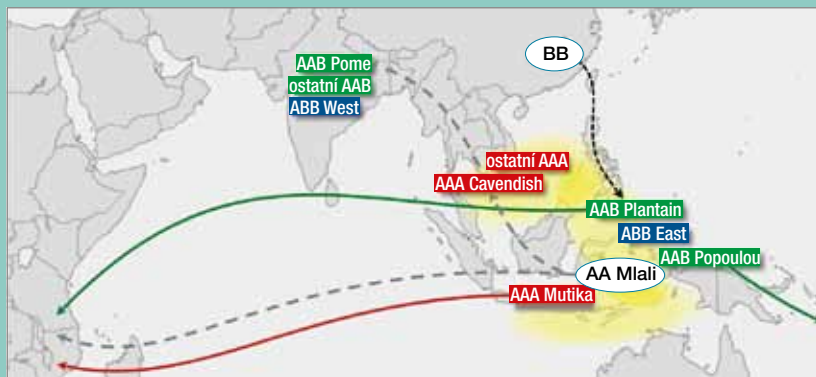 AAB Pome
ostatní AAB
ABB West
BB
ostatní AAA
AAA Cavendish
AAB Plantain
ABB East
AAB Popoulou
AA Mlali
AAA Mutika